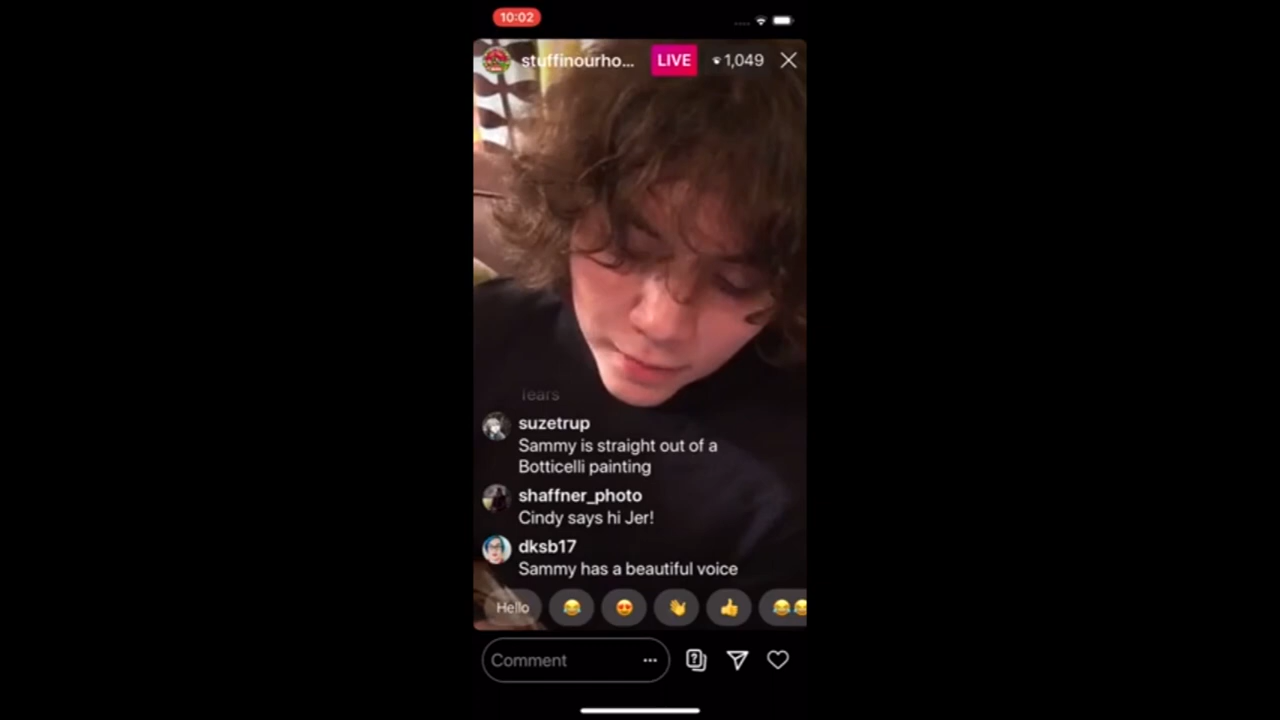 10:02
stuffinourho...
LIVE
1,049
Tears
suzetrup
Sammy is straight out of a
Botticelli painting
shaffner_photo
Cindy says hi Jer!
dksb17
Sammy has a beautiful voice
Hello
Comment